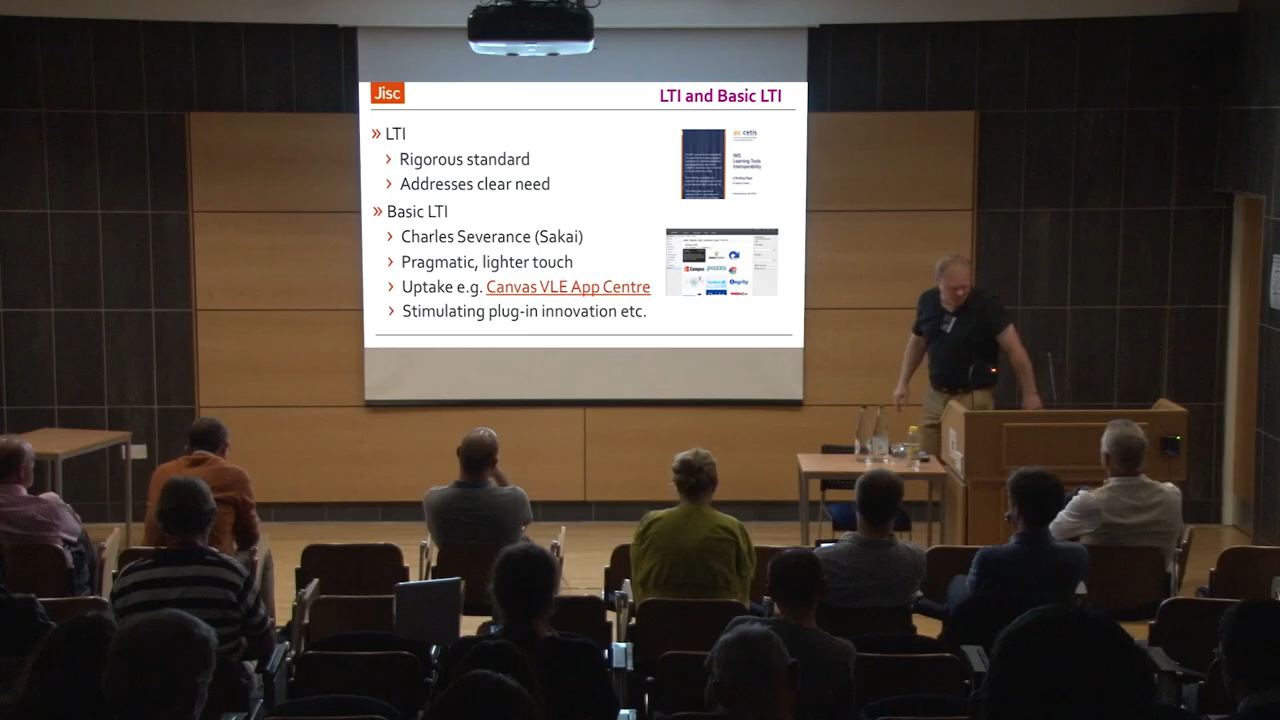 Jisc
LTI and Basic LTI
» LTI
› Rigorous standard
› Addresses clear need
» Basic LTI
› Charles Severance (Sakai)
› Pragmatic, lighter touch
› Uptake e.g. Canvas VLE App Centre
› Stimulating plug-in innovation etc.
cetis
IMS
Learning Tools
Interoperability
piazza